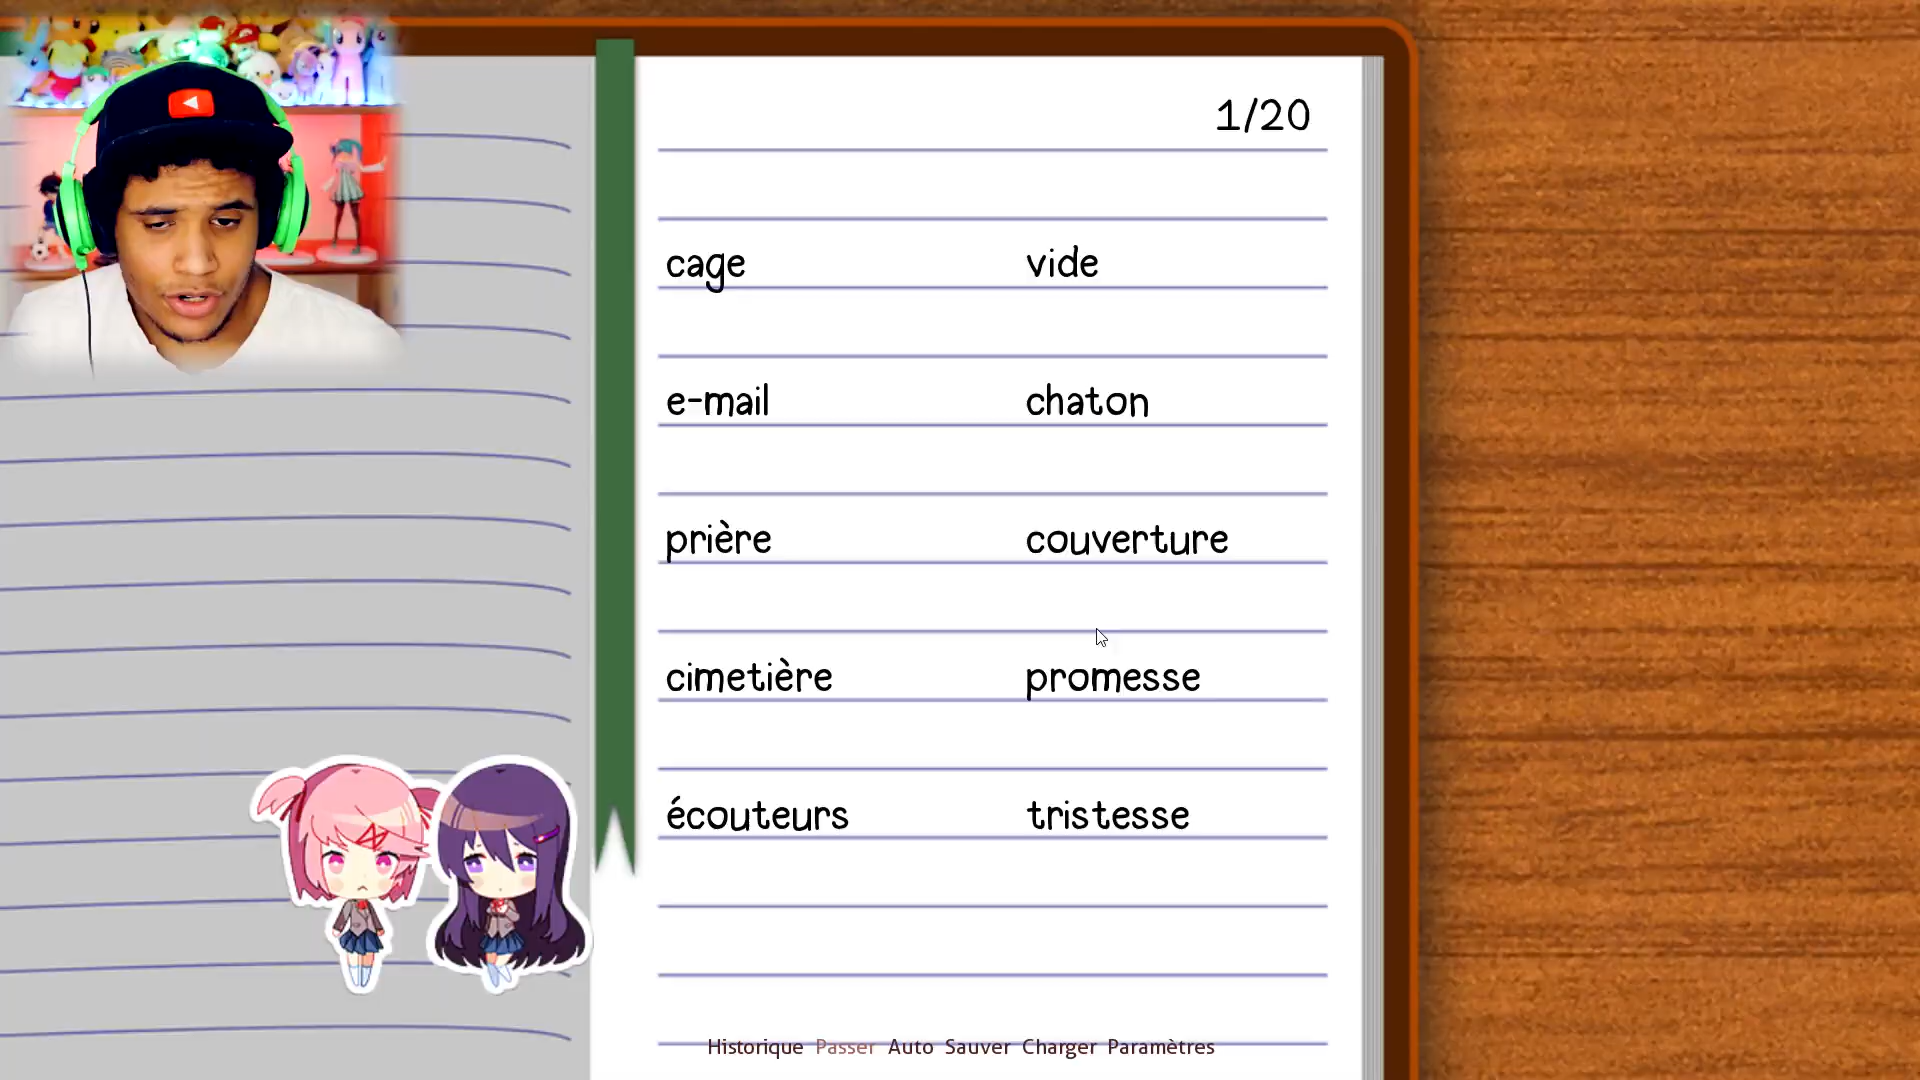 1/20
cage vide
e-mail chaton
prière couverture
cimetière promesse
écouteurs tristesse
Historique Passer Auto Sauver Charger Paramètres